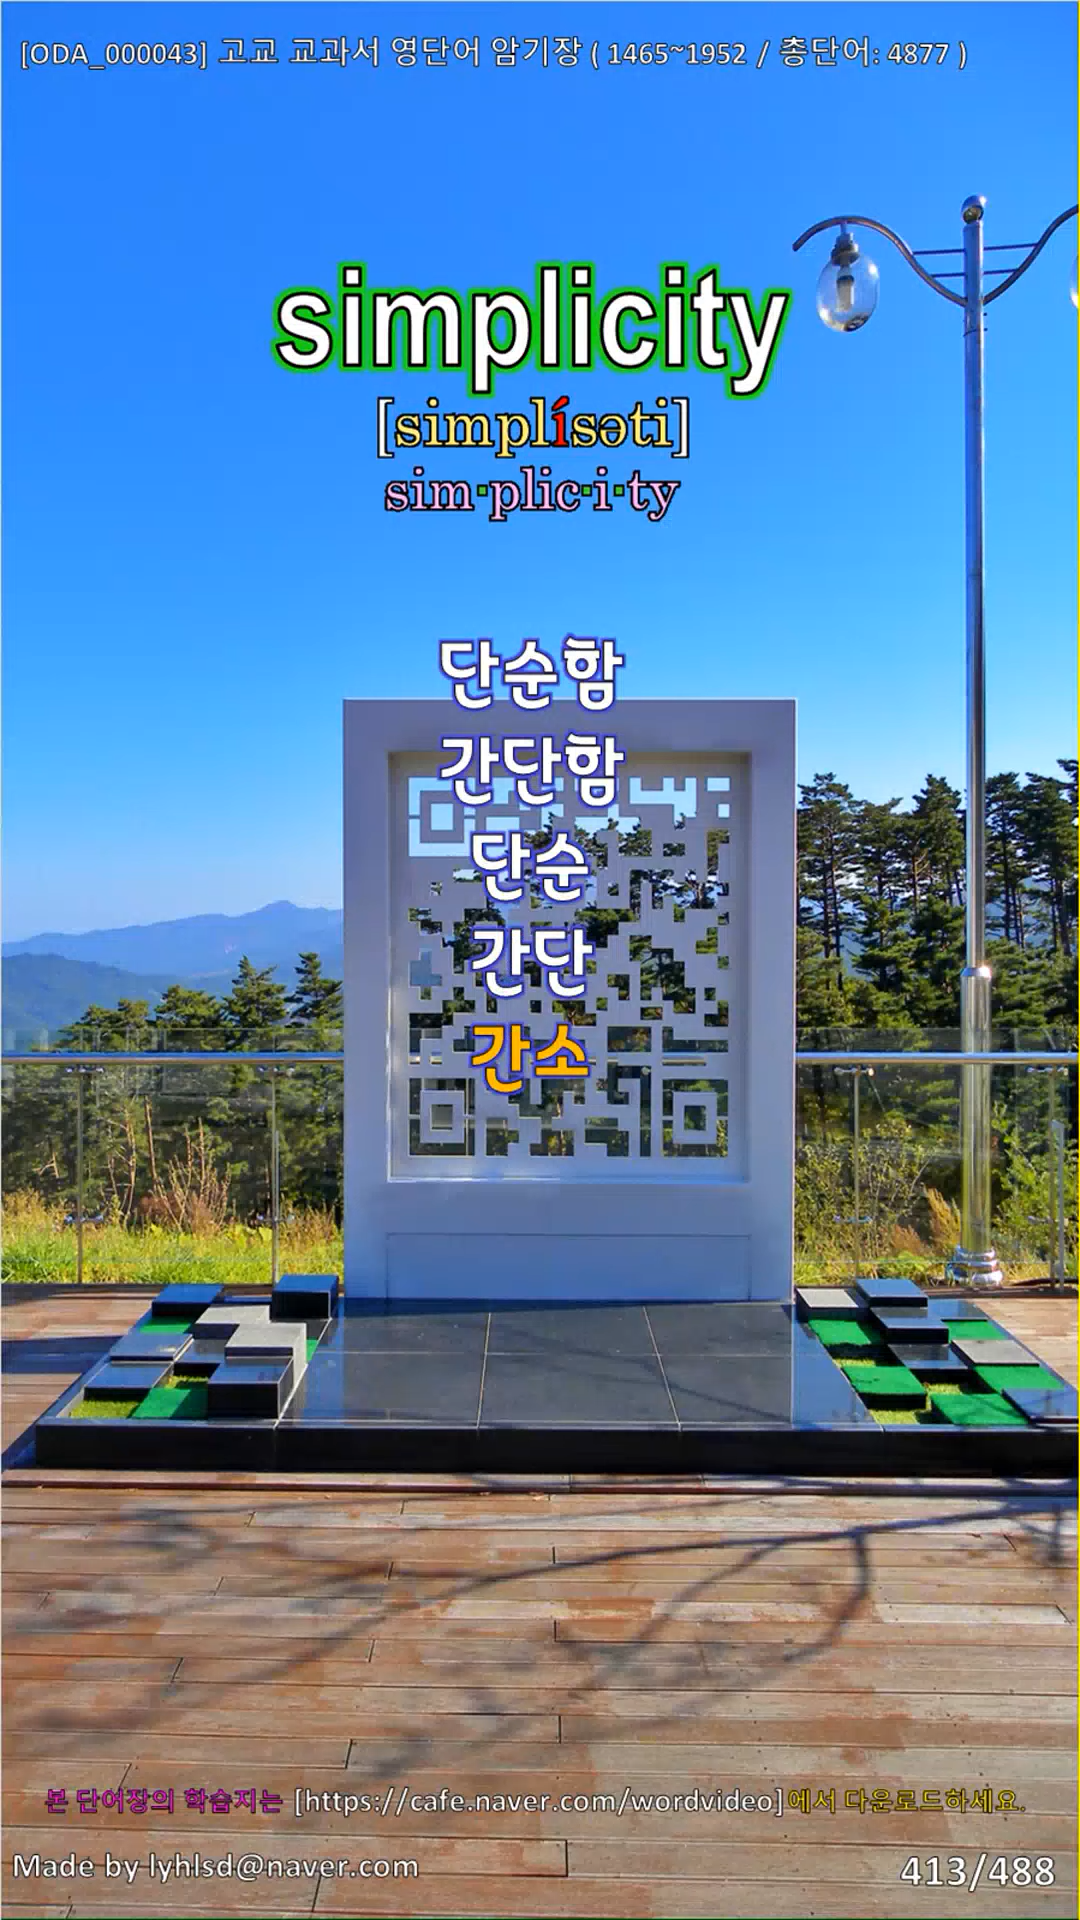 [ODA_000043] 고교 교과서 영단어 암기장 ( 1465~1952 / 총단어: 4877 )
simplicity
[simplísəti]
sim·plic·i·ty
단순함
간단함
단순
간단
간소
본 단어장의 학습지는 [https://cafe.naver.com/wordvideo]에서 다운로드하세요.
Made by lyhlsd@naver.com
413/488